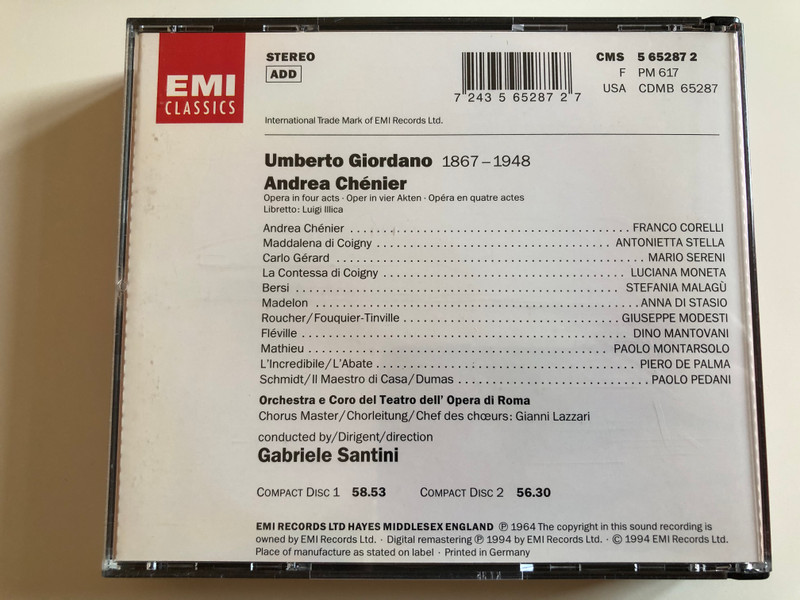 EMI
CLASSICS
STEREO
ADD
CMS 5 65287 2
F PM 617
USA CDMB 65287
7 243 5 65287 2 7
International Trade Mark of EMI Records Ltd.
Umberto Giordano 1867–1948
Andrea Chénier
Opera in four acts · Oper in vier Akten · Opéra en quatre actes
Libretto: Luigi Illica
Andrea Chénier . . . . . . . . . . . . . . . . . . . . FRANCO CORELLI
Maddalena di Coigny . . . . . . . . . . . . . . . . . . . . ANTONIETTA STELLA
Carlo Gérard . . . . . . . . . . . . . . . . . . . . MARIO SERENI
La Contessa di Coigny . . . . . . . . . . . . . . . . . . . . LUCIANA MONETA
Bersi . . . . . . . . . . . . . . . . . . . . STEFANIA MALAGÙ
Madelon . . . . . . . . . . . . . . . . . . . . ANNA DI STASIO
Roucher/Fouquier-Tinville . . . . . . . . . . . . . . . . . . . . GIUSEPPE MODESTI
Fléville . . . . . . . . . . . . . . . . . . . . DINO MANTOVANI
Mathieu . . . . . . . . . . . . . . . . . . . . PAOLO MONTARSOLO
L'Incredibile/L'Abate . . . . . . . . . . . . . . . . . . . . PIERO DE PALMA
Schmidt/Il Maestro di Casa/Dumas . . . . . . . . . . . . . . . . . . . . PAOLO PEDANI
Orchestra e Coro del Teatro dell' Opera di Roma
Chorus Master/Chorleitung/Chef des chœurs: Gianni Lazzari
conducted by/Dirigent/direction
Gabriele Santini
COMPACT DISC 1 58.53 COMPACT DISC 2 56.30
EMI RECORDS LTD HAYES MIDDLESEX ENGLAND ℗ 1964 The copyright in this sound recording is
owned by EMI Records Ltd. · Digital remastering ℗ 1994 by EMI Records Ltd. · © 1994 EMI Records Ltd.
Place of manufacture as stated on label · Printed in Germany